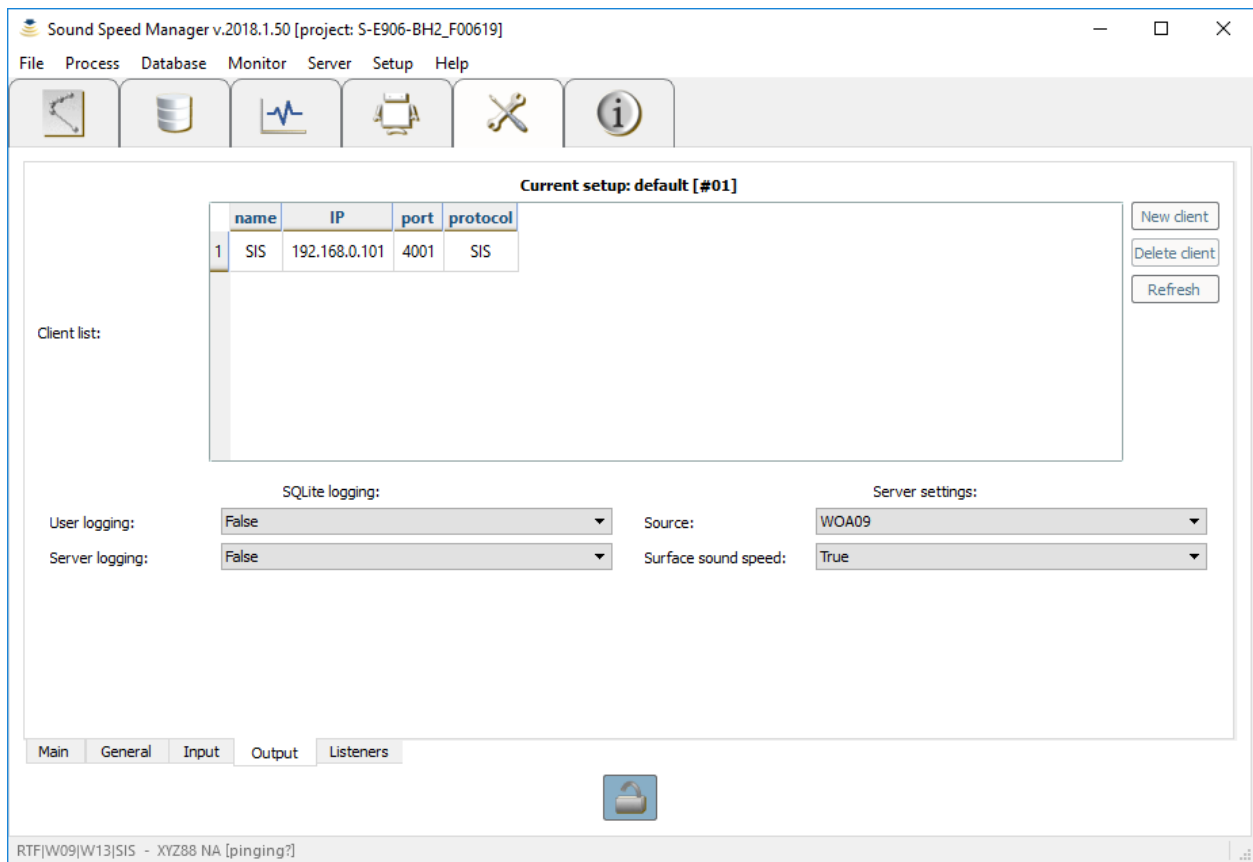 Sound Speed Manager v.2018.1.50 [project: S-E906-BH2_F00619]
File Process Database Monitor Server Setup Help
Current setup: default [#01]
name IP port protocol
1 SIS 192.168.0.101 4001 SIS
New client
Delete client
Refresh
Client list:
SQLite logging:
Server settings:
User logging: False
Source: WOA09
Server logging: False
Surface sound speed: True
Main General Input Output Listeners
RTF|W09|W13|SIS - XYZ88 NA [pinging?]